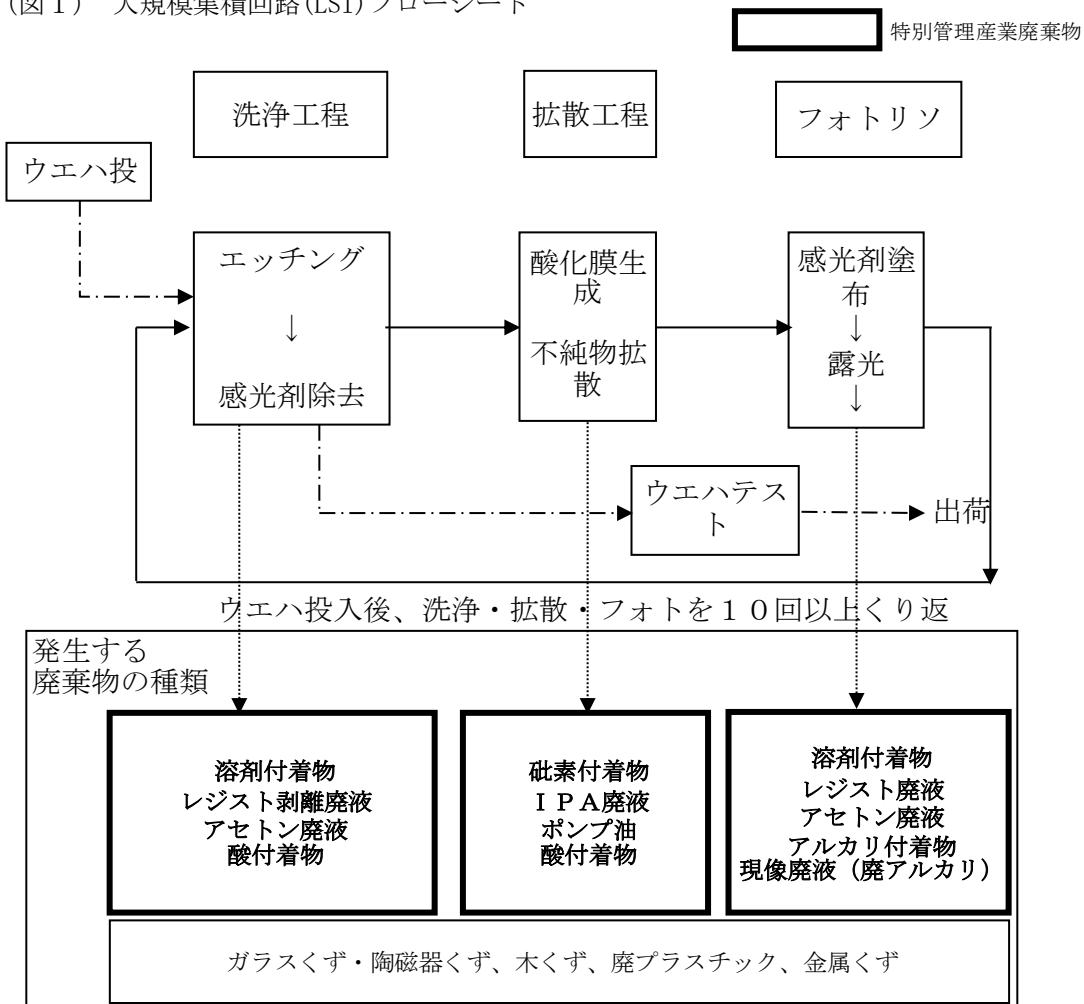 (図１)　大規模集積回路(LSI)フローシート
特別管理産業廃棄物
洗浄工程
拡散工程
フォトリソ
ウエハ投
エッチング
↓
感光剤除去
酸化膜生
成
不純物拡
散
感光剤塗
布
↓
露光
↓
ウエハテス
ト
出荷
ウエハ投入後、洗浄・拡散・フォトを１０回以上くり返
発生する
廃棄物の種類
溶剤付着物
レジスト剥離廃液
アセトン廃液
酸付着物
砒素付着物
ＩＰＡ廃液
ポンプ油
酸付着物
溶剤付着物
レジスト廃液
アセトン廃液
アルカリ付着物
現像廃液（廃アルカリ）
ガラスくず・陶磁器くず、木くず、廃プラスチック、金属くず